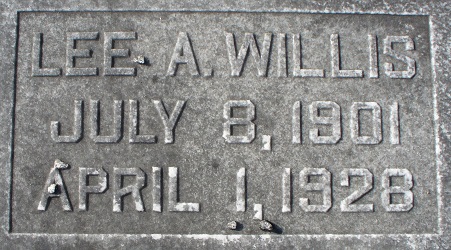 LEE A. WILLIS
JULY 8, 1901
APRIL 1, 1928